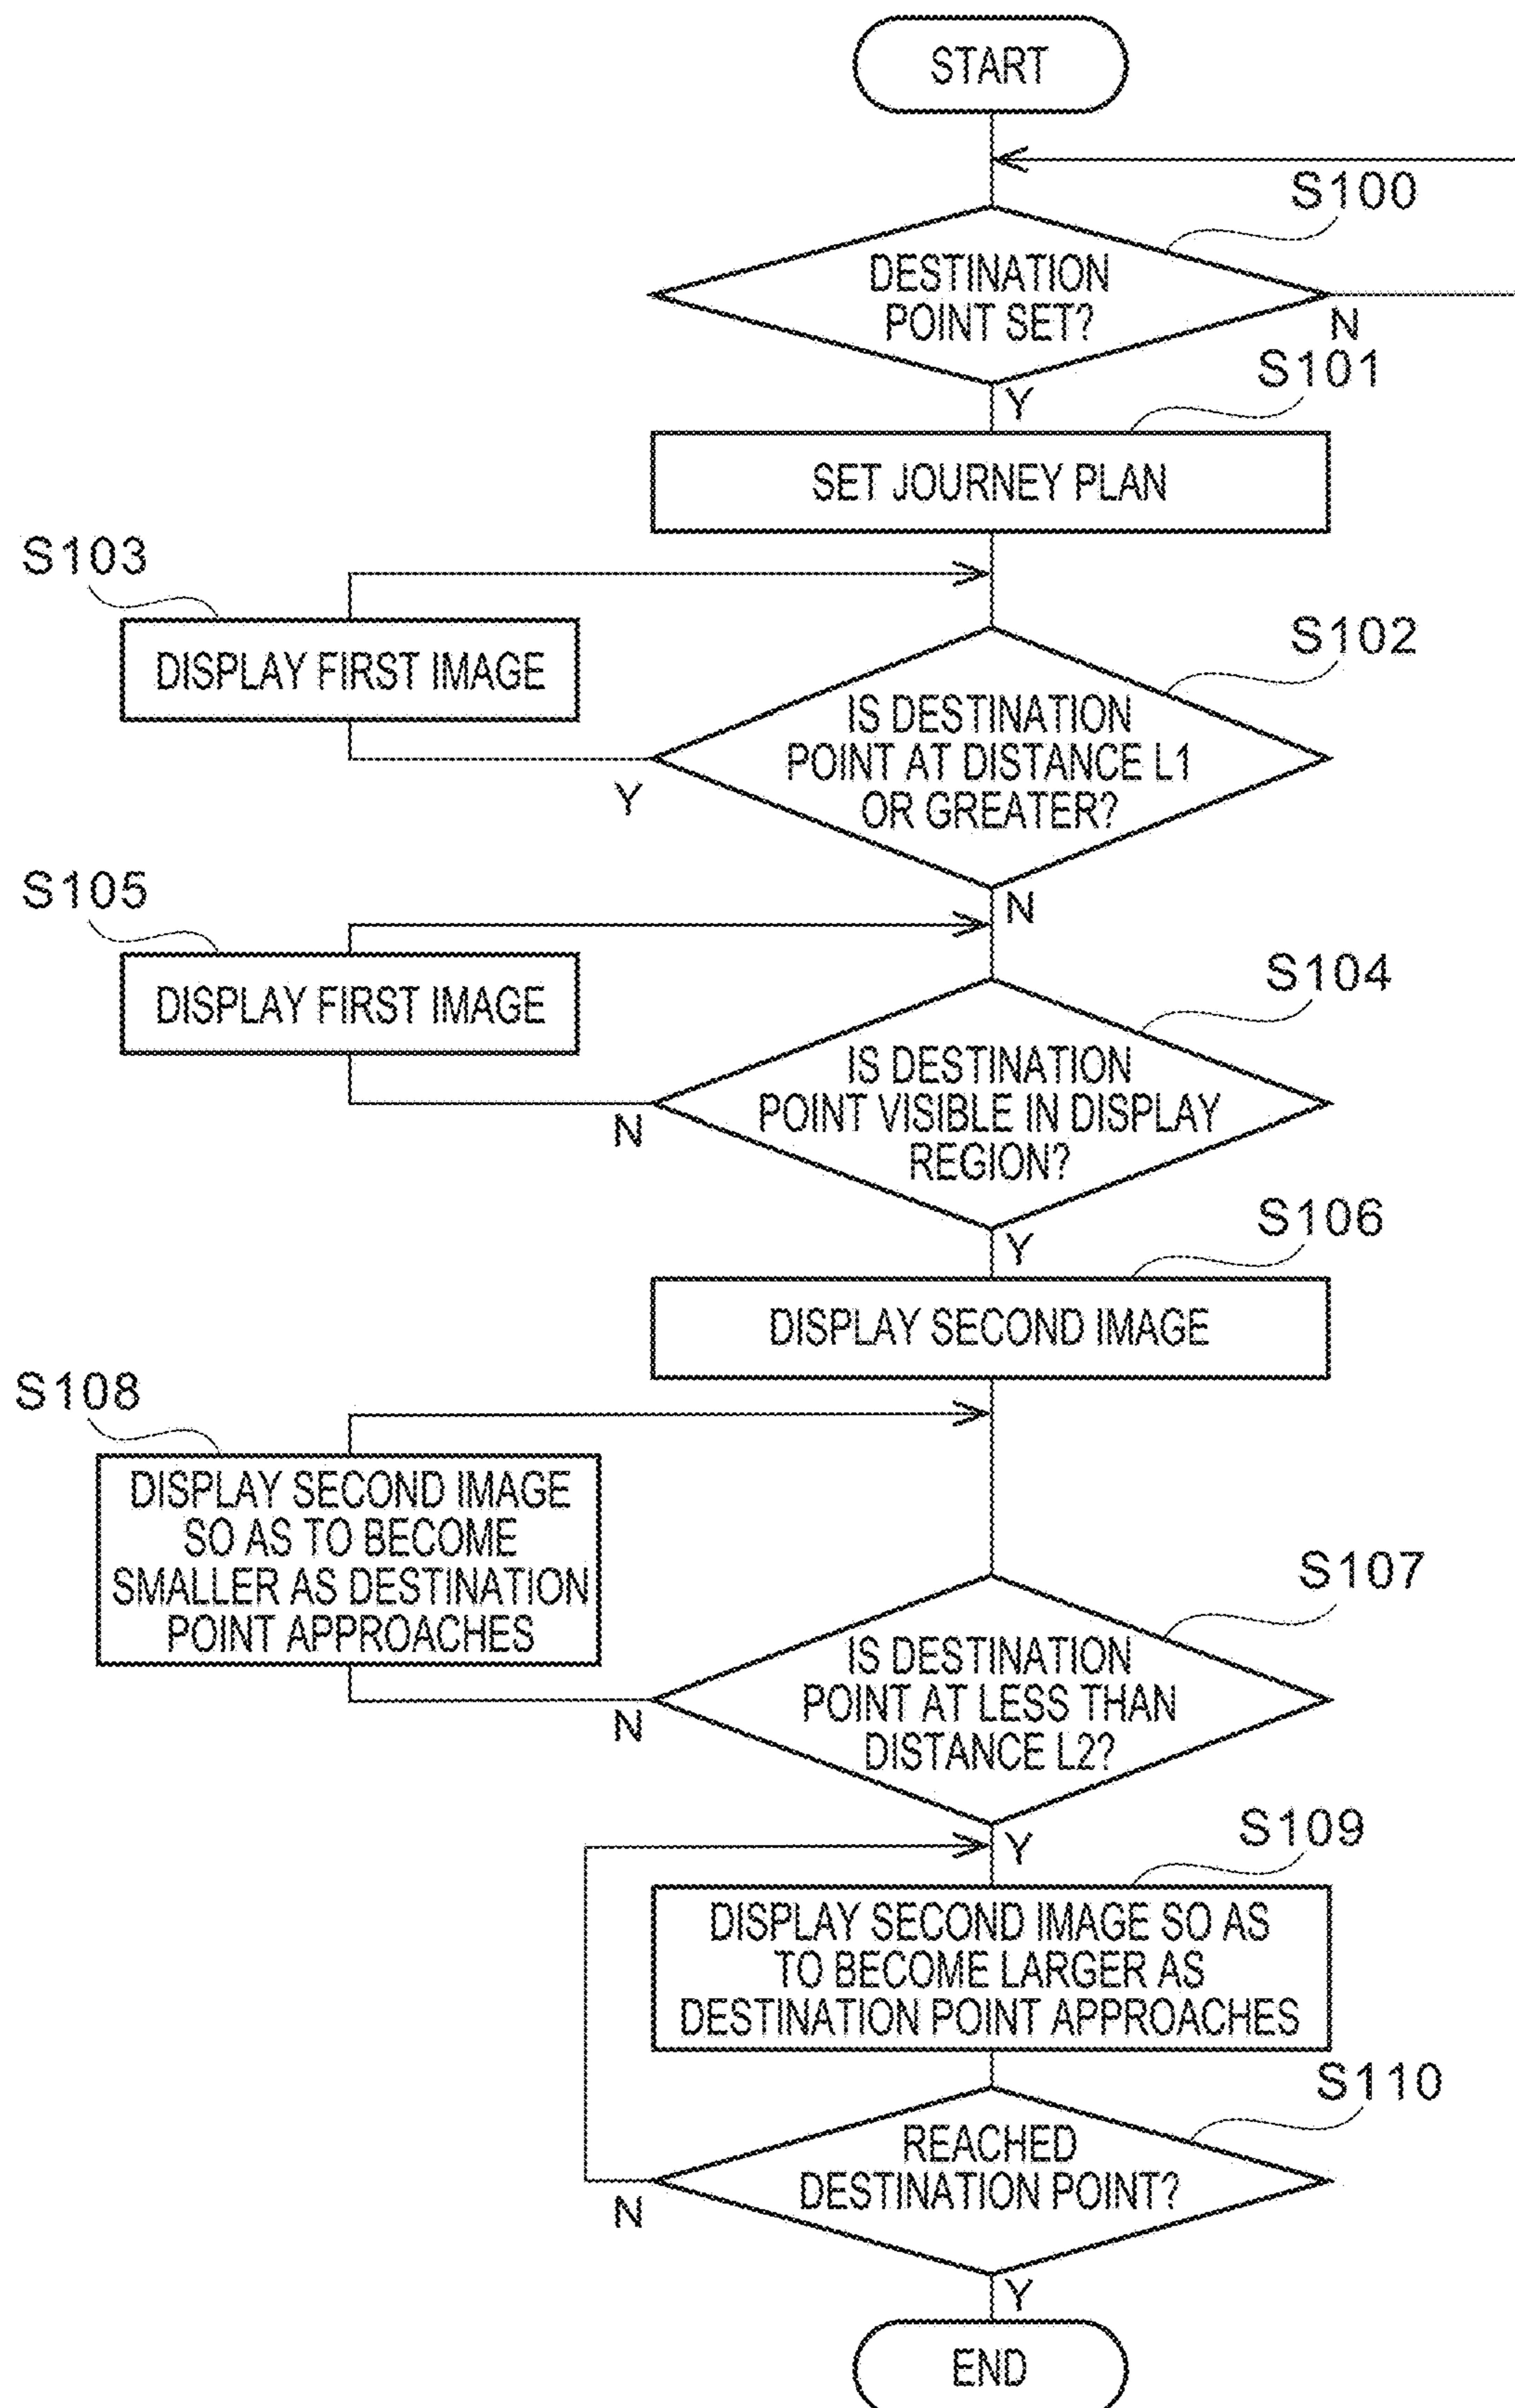 START
S100
DESTINATION
POINT SET?
N
S101
Y
SET JOURNEY PLAN
S103
DISPLAY FIRST IMAGE
S102
IS DESTINATION
POINT AT DISTANCE L1
OR GREATER?
Y
N
S105
DISPLAY FIRST IMAGE
S104
IS DESTINATION
POINT VISIBLE IN DISPLAY
REGION?
N
Y
S106
DISPLAY SECOND IMAGE
S108
DISPLAY SECOND IMAGE
SO AS TO BECOME
SMALLER AS DESTINATION
POINT APPROACHES
S107
IS DESTINATION
POINT AT LESS THAN
DISTANCE L2?
N
Y
S109
DISPLAY SECOND IMAGE SO AS
TO BECOME LARGER AS
DESTINATION POINT APPROACHES
S110
REACHED
DESTINATION POINT?
N
Y
END